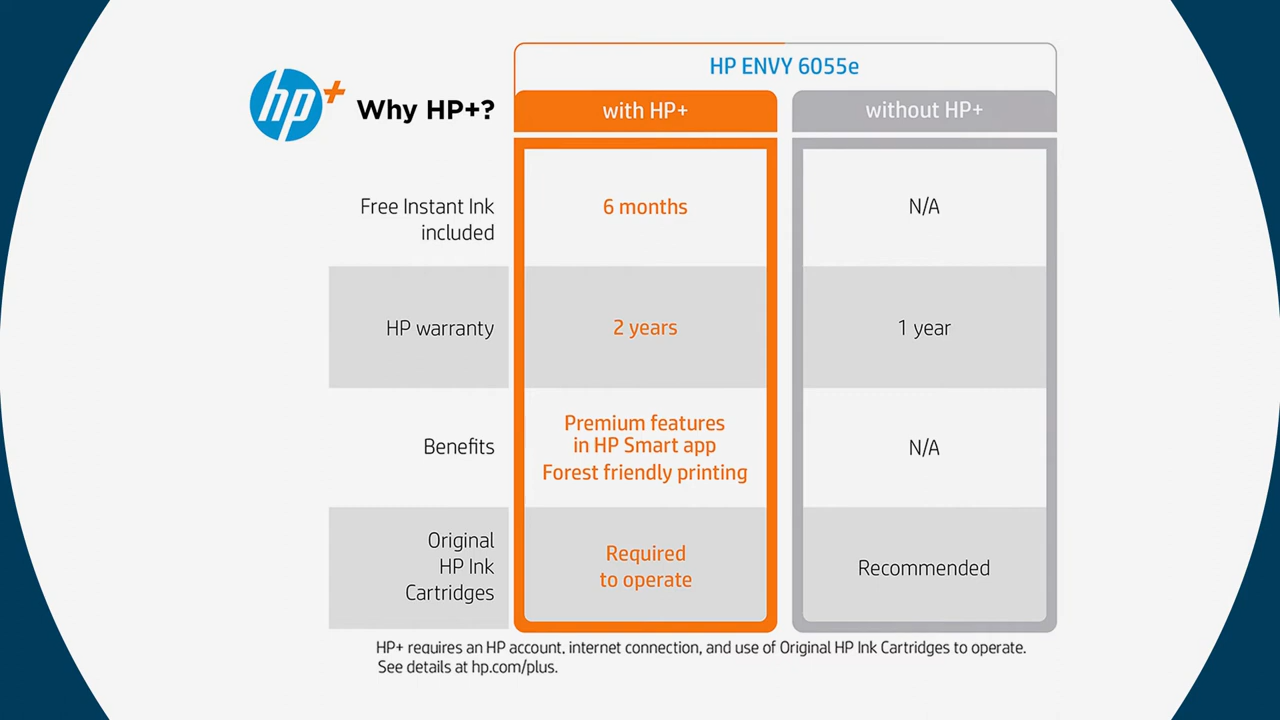 HP ENVY 6055e
hp+ Why HP+?
with HP+
without HP+
Free Instant Ink
included
6 months
N/A
HP warranty
2 years
1 year
Benefits
Premium features
in HP Smart app
Forest friendly printing
N/A
Original
HP Ink
Cartridges
Required
to operate
Recommended
HP+ requires an HP account, internet connection, and use of Original HP Ink Cartridges to operate.
See details at hp.com/plus.